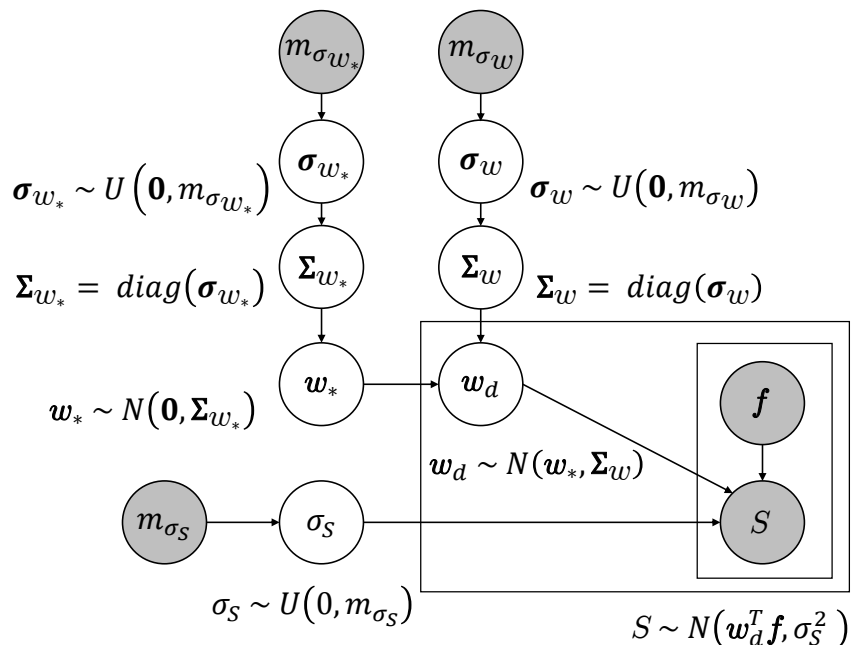 m_{σ_{w_*}} m_{σ_w}
𝛔_{w_*} 𝛔_w
𝛔_{w_*} ~ U(𝟎, m_{σ_{w_*}}) 𝛔_w ~ U(𝟎, m_{σ_w})
𝚺_{w_*} 𝚺_w
𝚺_{w_*} = diag(𝛔_{w_*}) 𝚺_w = diag(𝛔_w)
𝒘_* 𝒘_d 𝒇
𝒘_* ~ N(𝟎, 𝚺_{w_*})
𝒘_d ~ N(𝒘_*, 𝚺_w)
m_{σ_S} σ_S S
σ_S ~ U(0, m_{σ_S})
S ~ N(𝒘_d^T 𝒇, σ_S^2)